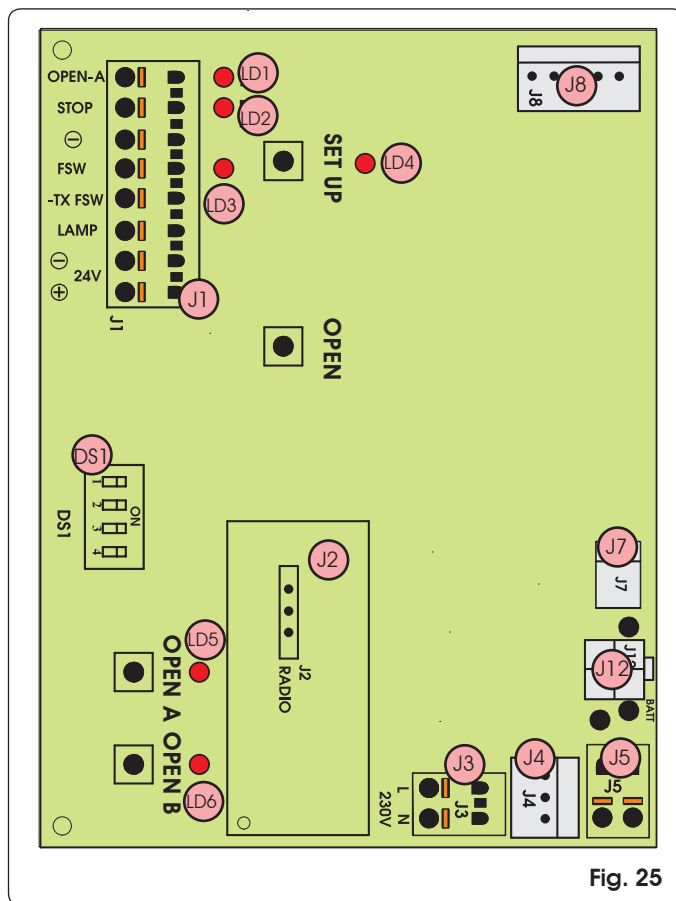 OPEN-A
STOP
⊖
FSW
-TX FSW
LAMP
⊖
24V
⊕
J1
J1
LD1
LD2
LD3
SET UP
LD4
J8
J8
OPEN
DS1
1
2
3
4
ON
DS1
J2
J2
RADIO
J7
J7
J12
BATT
LD5
OPEN A
OPEN B
LD6
J3
L
N
230V
J3
J4
J4
J5
J5
Fig. 25